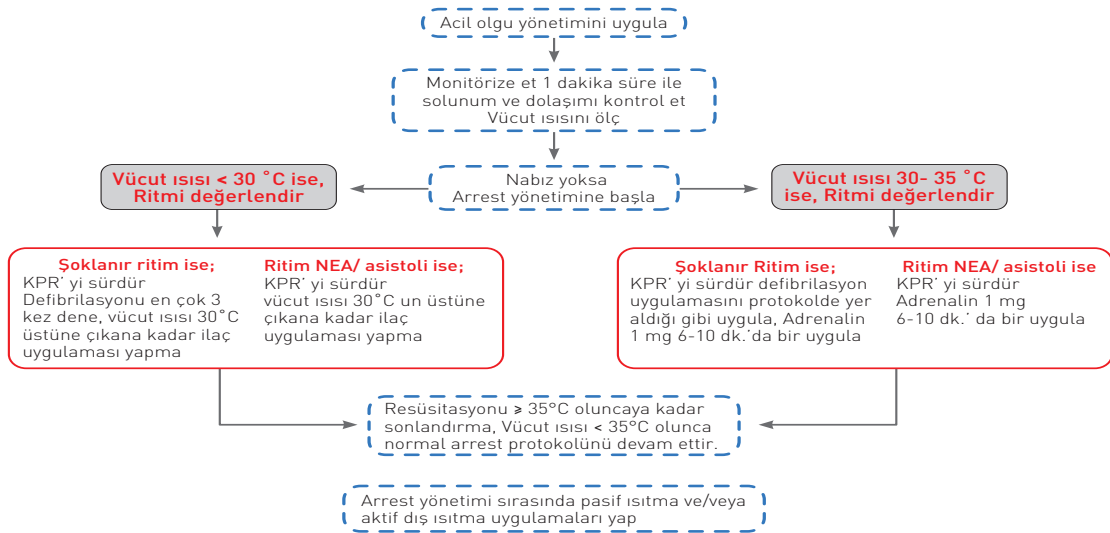 Acil olgu yönetimini uygula
Monitörize et 1 dakika süre ile
solunum ve dolaşımı kontrol et
Vücut ısısını ölç
Vücut ısısı < 30 °C ise,
Ritmi değerlendir
Nabız yoksa
Arrest yönetimine başla
Vücut ısısı 30- 35 °C
ise, Ritmi değerlendir
Şoklanır ritim ise;
KPR' yi sürdür
Defibrilasyonu en çok 3
kez dene, vücut ısısı 30°C
üstüne çıkana kadar ilaç
uygulaması yapma
Ritim NEA/ asistoli ise;
KPR' yi sürdür
vücut ısısı 30°C un üstüne
çıkana kadar ilaç
uygulaması yapma
Şoklanır Ritim ise;
KPR' yi sürdür defibrilasyon
uygulamasını protokolde yer
aldığı gibi uygula, Adrenalin
1 mg 6-10 dk.'da bir uygula
Ritim NEA/ asistoli ise
KPR' yi sürdür
Adrenalin 1 mg
6-10 dk.' da bir uygula
Resüsitasyonu ≥ 35°C oluncaya kadar
sonlandırma, Vücut ısısı < 35°C olunca
normal arrest protokolünü devam ettir.
Arrest yönetimi sırasında pasif ısıtma ve/veya
aktif dış ısıtma uygulamaları yap